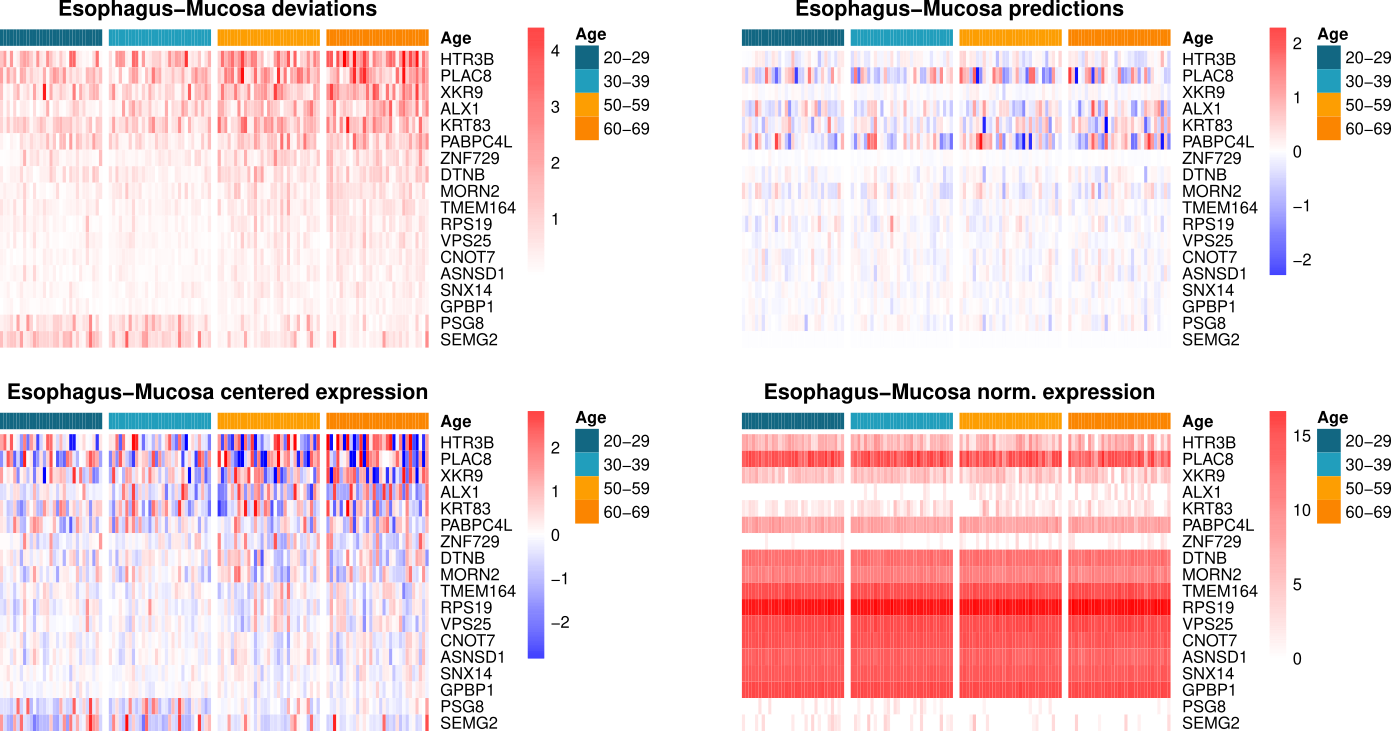 Esophagus−Mucosa deviations
Age
HTR3B
PLAC8
XKR9
ALX1
KRT83
PABPC4L
ZNF729
DTNB
MORN2
TMEM164
RPS19
VPS25
CNOT7
ASNSD1
SNX14
GPBP1
PSG8
SEMG2
4
3
2
1
Age
20−29
30−39
50−59
60−69
Esophagus−Mucosa predictions
Age
HTR3B
PLAC8
XKR9
ALX1
KRT83
PABPC4L
ZNF729
DTNB
MORN2
TMEM164
RPS19
VPS25
CNOT7
ASNSD1
SNX14
GPBP1
PSG8
SEMG2
2
1
0
−1
−2
Age
20−29
30−39
50−59
60−69
Esophagus−Mucosa centered expression
Age
HTR3B
PLAC8
XKR9
ALX1
KRT83
PABPC4L
ZNF729
DTNB
MORN2
TMEM164
RPS19
VPS25
CNOT7
ASNSD1
SNX14
GPBP1
PSG8
SEMG2
2
1
0
−1
−2
Age
20−29
30−39
50−59
60−69
Esophagus−Mucosa norm. expression
Age
HTR3B
PLAC8
XKR9
ALX1
KRT83
PABPC4L
ZNF729
DTNB
MORN2
TMEM164
RPS19
VPS25
CNOT7
ASNSD1
SNX14
GPBP1
PSG8
SEMG2
15
10
5
0
Age
20−29
30−39
50−59
60−69